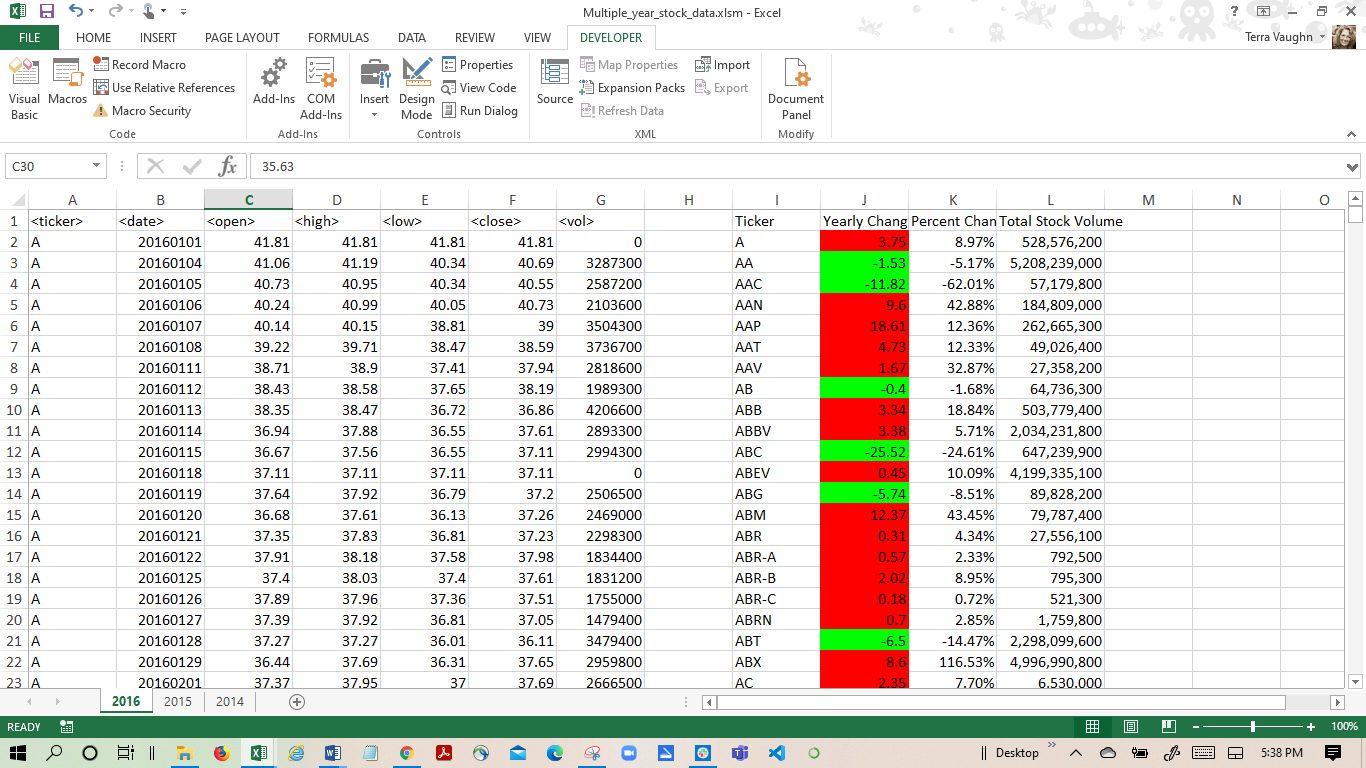 Multiple_year_stock_data.xlsm - Excel
?
FILE HOME INSERT PAGE LAYOUT FORMULAS DATA REVIEW VIEW DEVELOPER Terra Vaughn
Visual Basic
Macros
Record Macro
Use Relative References
Macro Security
Code
Add-Ins
COM Add-Ins
Add-Ins
Insert
Design Mode
Properties
View Code
Run Dialog
Controls
Source
Map Properties
Expansion Packs
Refresh Data
Import
Export
XML
Document Panel
Modify
C30 fx 35.63
A B C D E F G H I J K L M N O
1 <ticker> <date> <open> <high> <low> <close> <vol> Ticker Yearly Chang Percent Chan Total Stock Volume
2 A 20160101 41.81 41.81 41.81 41.81 0 A 3.75 8.97% 528,576,200
3 A 20160104 41.06 41.19 40.34 40.69 3287300 AA -1.53 -5.17% 5,208,239,000
4 A 20160105 40.73 40.95 40.34 40.55 2587200 AAC -11.82 -62.01% 57,179,800
5 A 20160106 40.24 40.99 40.05 40.73 2103600 AAN 9.6 42.88% 184,809,000
6 A 20160107 40.14 40.15 38.81 39 3504300 AAP 18.61 12.36% 262,665,300
7 A 20160108 39.22 39.71 38.47 38.59 3736700 AAT 4.73 12.33% 49,026,400
8 A 20160111 38.71 38.9 37.41 37.94 2818600 AAV 1.67 32.87% 27,358,200
9 A 20160112 38.43 38.58 37.65 38.19 1989300 AB -0.4 -1.68% 64,736,300
10 A 20160113 38.35 38.47 36.72 36.86 4206600 ABB 3.34 18.84% 503,779,400
11 A 20160114 36.94 37.88 36.55 37.61 2893300 ABBV 3.38 5.71% 2,034,231,800
12 A 20160115 36.67 37.56 36.55 37.11 2994300 ABC -25.52 -24.61% 647,239,900
13 A 20160118 37.11 37.11 37.11 37.11 0 ABEV 0.45 10.09% 4,199,335,100
14 A 20160119 37.64 37.92 36.79 37.2 2506500 ABG -5.74 -8.51% 89,828,200
15 A 20160120 36.68 37.61 36.13 37.26 2469000 ABM 12.37 43.45% 79,787,400
16 A 20160121 37.35 37.83 36.81 37.23 2298300 ABR 0.31 4.34% 27,556,100
17 A 20160122 37.91 38.18 37.58 37.98 1834400 ABR-A 0.57 2.33% 792,500
18 A 20160125 37.4 38.03 37.4 37.61 1831200 ABR-B 2.02 8.95% 795,300
19 A 20160126 37.89 37.96 37.36 37.51 1755000 ABR-C 0.18 0.72% 521,300
20 A 20160127 37.39 37.92 36.81 37.05 1479400 ABRN 0.7 2.85% 1,759,800
21 A 20160128 37.27 37.27 36.01 36.11 3479400 ABT -6.5 -14.47% 2,298,099,600
22 A 20160129 36.44 37.69 36.31 37.65 2959800 ABX 8.6 116.53% 4,996,990,800
23 A 20160201 37.37 37.95 37 37.69 2666500 AC 2.35 7.70% 6,530,000
2016 2015 2014
READY 100%
Desktop 5:38 PM